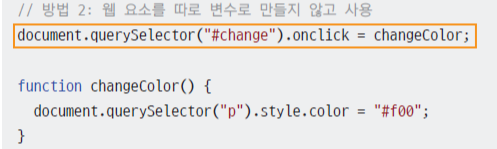 // 방법 2: 웹 요소를 따로 변수로 만들지 않고 사용
document.querySelector("#change").onclick = changeColor;
function changeColor() {
document.querySelector("p").style.color = "#f00";
}